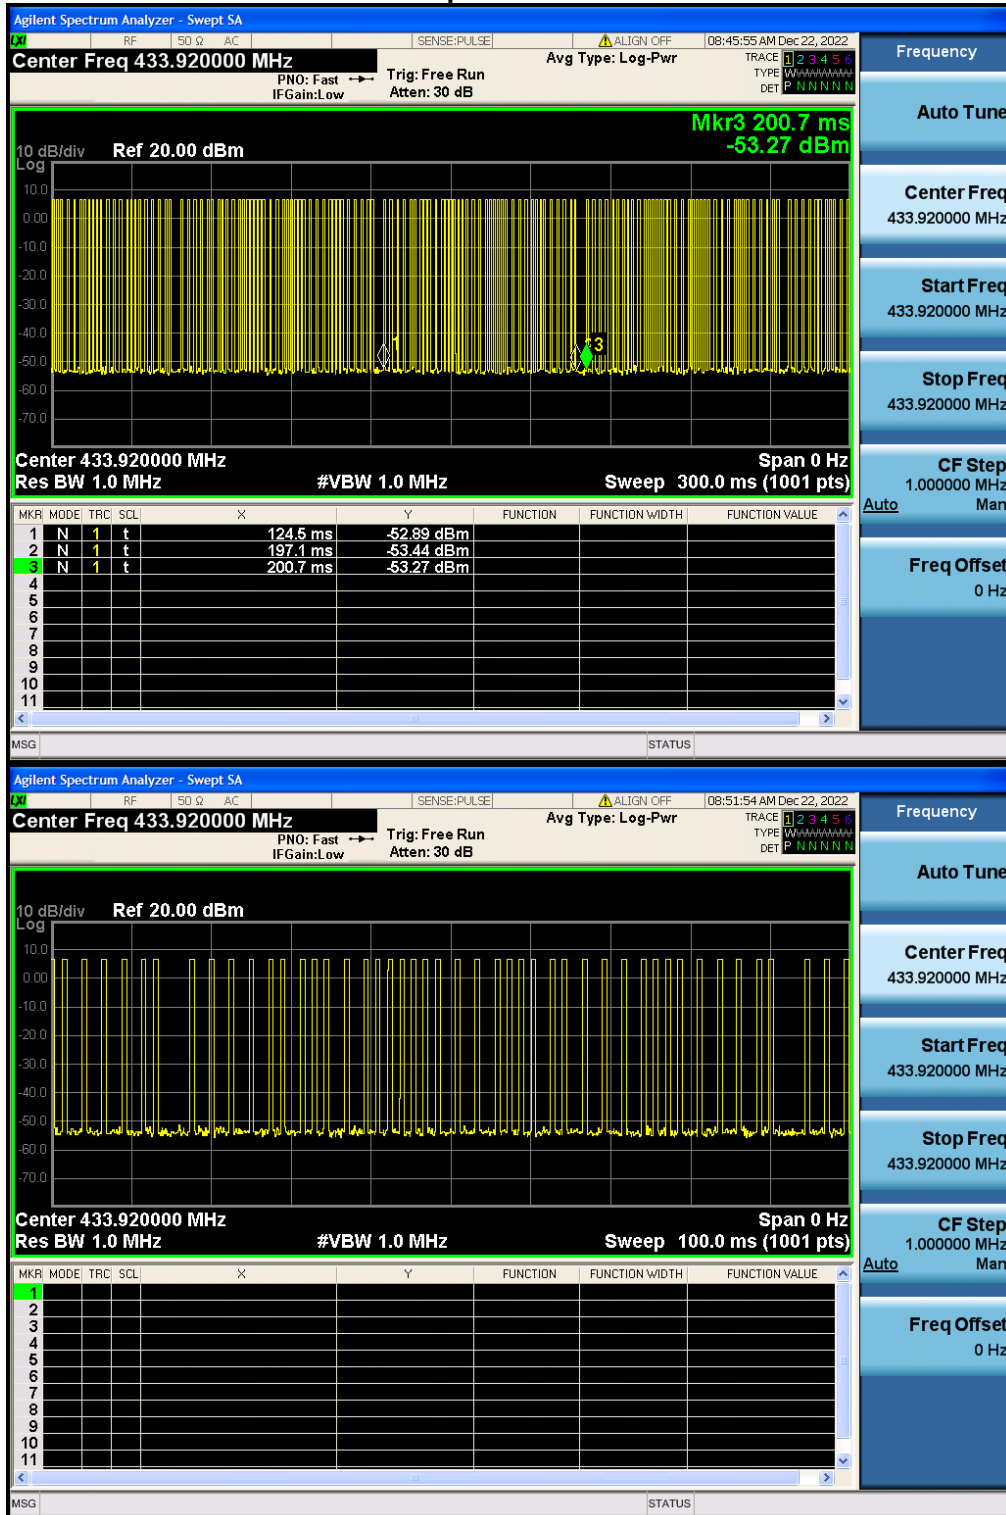 Agilent Spectrum Analyzer - Swept SA
LXI RF 50 Ω AC SENSE:PULSE ALIGN OFF 08:45:55 AM Dec 22, 2022
Center Freq 433.920000 MHz
PNO: Fast
IFGain:Low
Trig: Free Run
Atten: 30 dB
Avg Type: Log-Pwr
TRACE 1 2 3 4 5 6
TYPE
DET P N N N N N
Frequency
Mkr3 200.7 ms
-53.27 dBm
10 dB/div Ref 20.00 dBm
Log
10.0
0.00
-10.0
-20.0
-30.0
-40.0
-50.0
-60.0
-70.0
1
3
Center 433.920000 MHz Span 0 Hz
Res BW 1.0 MHz #VBW 1.0 MHz Sweep 300.0 ms (1001 pts)
MKR MODE TRC SCL X Y FUNCTION FUNCTION WIDTH FUNCTION VALUE
1 N 1 t 124.5 ms -52.89 dBm
2 N 1 t 197.1 ms -53.44 dBm
3 N 1 t 200.7 ms -53.27 dBm
4
5
6
7
8
9
10
11
MSG STATUS
Auto Tune
Center Freq
433.920000 MHz
Start Freq
433.920000 MHz
Stop Freq
433.920000 MHz
CF Step
1.000000 MHz
Auto Man
Freq Offset
0 Hz
Agilent Spectrum Analyzer - Swept SA
LXI RF 50 Ω AC SENSE:PULSE ALIGN OFF 08:51:54 AM Dec 22, 2022
Center Freq 433.920000 MHz
PNO: Fast
IFGain:Low
Trig: Free Run
Atten: 30 dB
Avg Type: Log-Pwr
TRACE 1 2 3 4 5 6
TYPE
DET P N N N N N
Frequency
10 dB/div Ref 20.00 dBm
Log
10.0
0.00
-10.0
-20.0
-30.0
-40.0
-50.0
-60.0
-70.0
Center 433.920000 MHz Span 0 Hz
Res BW 1.0 MHz #VBW 1.0 MHz Sweep 100.0 ms (1001 pts)
MKR MODE TRC SCL X Y FUNCTION FUNCTION WIDTH FUNCTION VALUE
1
2
3
4
5
6
7
8
9
10
11
MSG STATUS
Auto Tune
Center Freq
433.920000 MHz
Start Freq
433.920000 MHz
Stop Freq
433.920000 MHz
CF Step
1.000000 MHz
Auto Man
Freq Offset
0 Hz